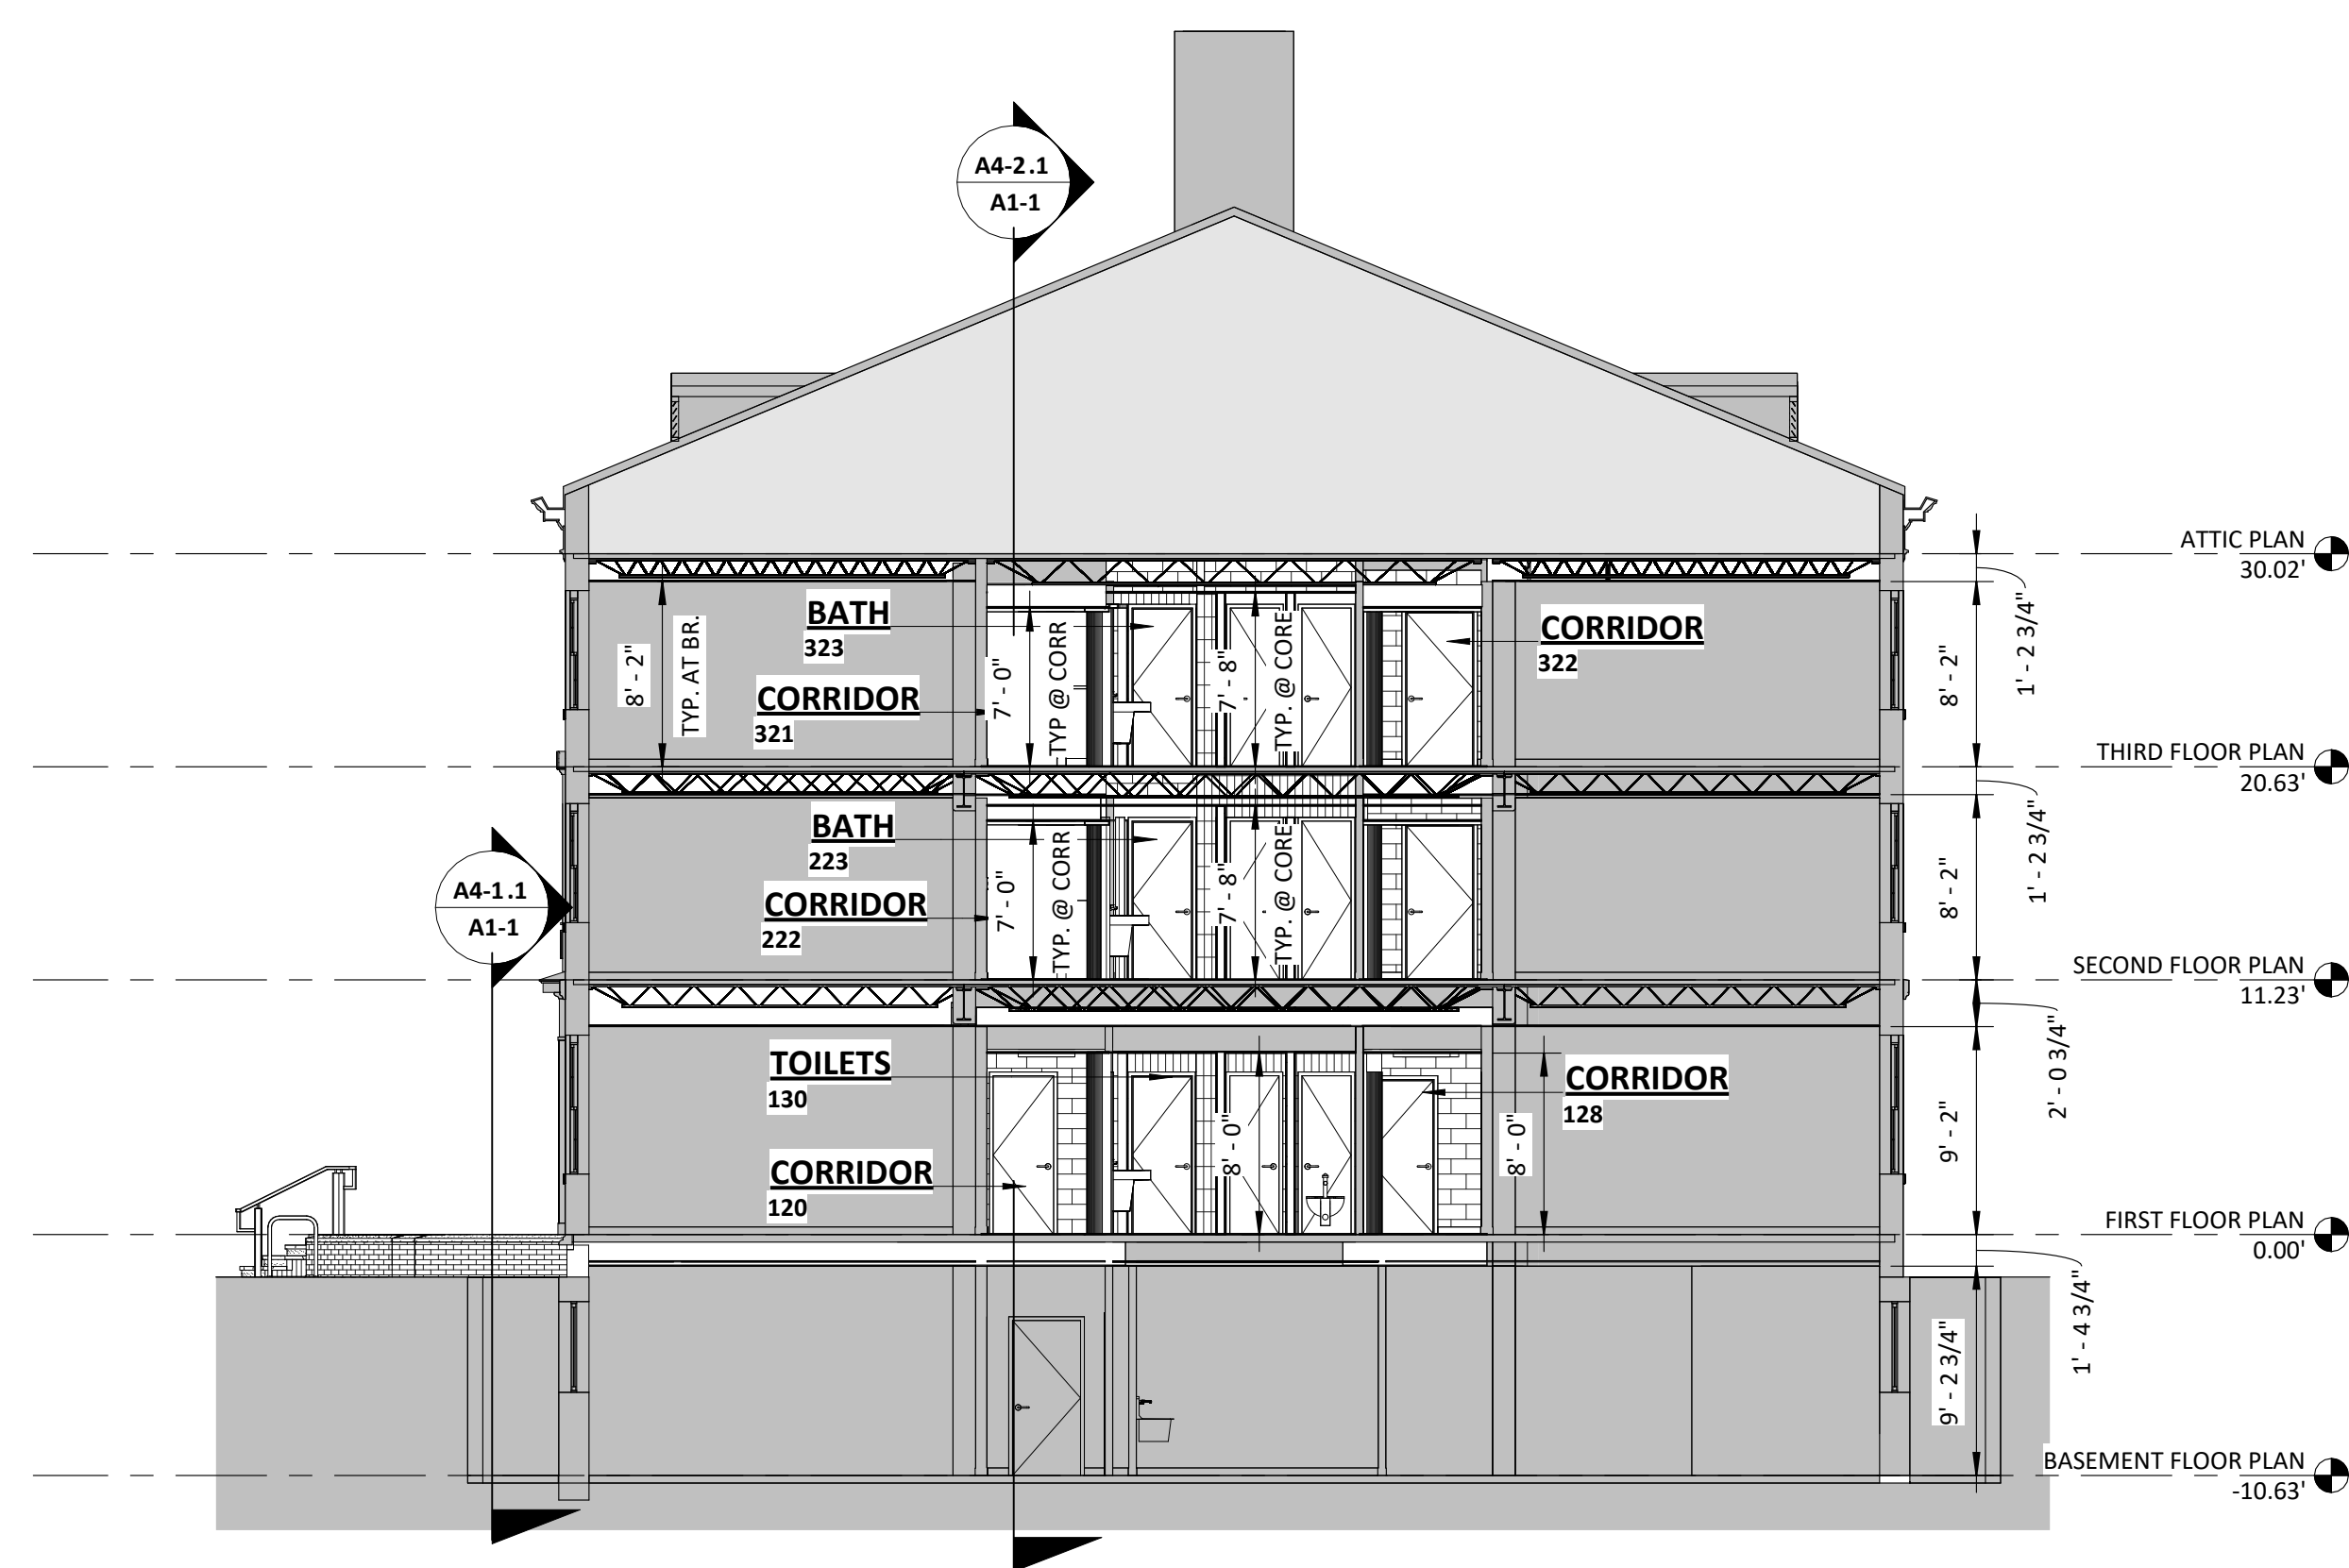 A4-2.1
A1-1
ATTIC PLAN
30.02'
1' - 2 3/4"
BATH
323
CORRIDOR
322
8' - 2"
TYP. AT BR.
CORRIDOR
321
7' - 0"
TYP @ CORR
7' - 8"
TYP. @ CORE
8' - 2"
THIRD FLOOR PLAN
20.63'
1' - 2 3/4"
BATH
223
A4-1.1
A1-1
CORRIDOR
222
7' - 0"
TYP. @ CORR
7' - 8"
TYP. @ CORE
8' - 2"
SECOND FLOOR PLAN
11.23'
2' - 0 3/4"
TOILETS
130
CORRIDOR
128
CORRIDOR
120
8' - 0"
8' - 0"
9' - 2"
FIRST FLOOR PLAN
0.00'
1' - 4 3/4"
9' - 2 3/4"
BASEMENT FLOOR PLAN
-10.63'